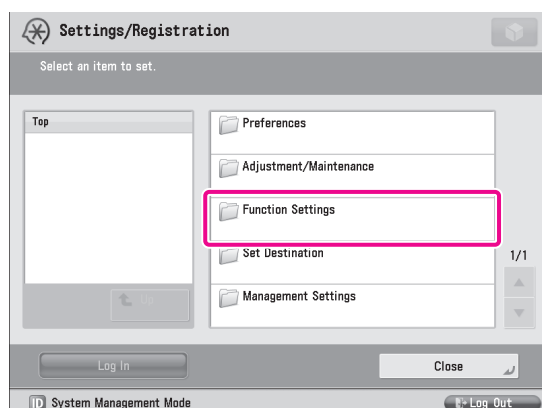 Settings/Registration
Select an item to set.
Top
Preferences
Adjustment/Maintenance
Function Settings
Set Destination
1/1
Up
Management Settings
Log In
Close
ID System Management Mode
Log Out